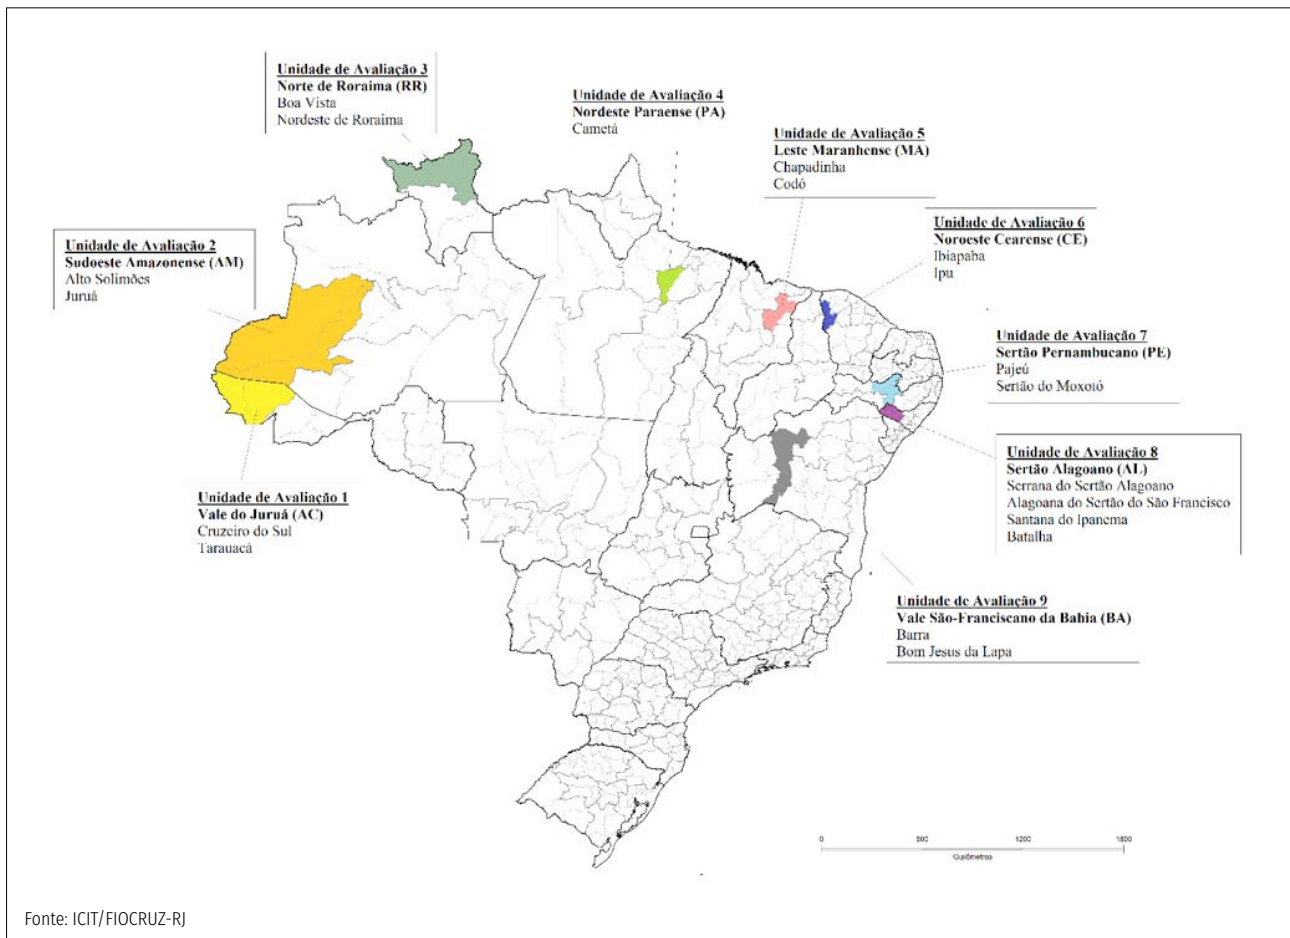 Unidade de Avaliação 3
Norte de Roraima (RR)
Boa Vista
Nordeste de Roraima
Unidade de Avaliação 4
Nordeste Paraense (PA)
Cametá
Unidade de Avaliação 5
Leste Maranhense (MA)
Chapadinha
Codó
Unidade de Avaliação 6
Noroeste Cearense (CE)
Ibiapaba
Ipu
Unidade de Avaliação 2
Sudoeste Amazonense (AM)
Alto Solimões
Juruá
Unidade de Avaliação 7
Sertão Pernambucano (PE)
Pajeú
Sertão do Moxotó
Unidade de Avaliação 8
Sertão Alagoano (AL)
Serrana do Sertão Alagoano
Alagoana do Sertão do São Francisco
Santana do Ipanema
Batalha
Unidade de Avaliação 1
Vale do Juruá (AC)
Cruzeiro do Sul
Tarauacá
Unidade de Avaliação 9
Vale São-Franciscano da Bahia (BA)
Barra
Bom Jesus da Lapa
0 600 1200 1800
Quilômetros
Fonte: ICIT/FIOCRUZ-RJ